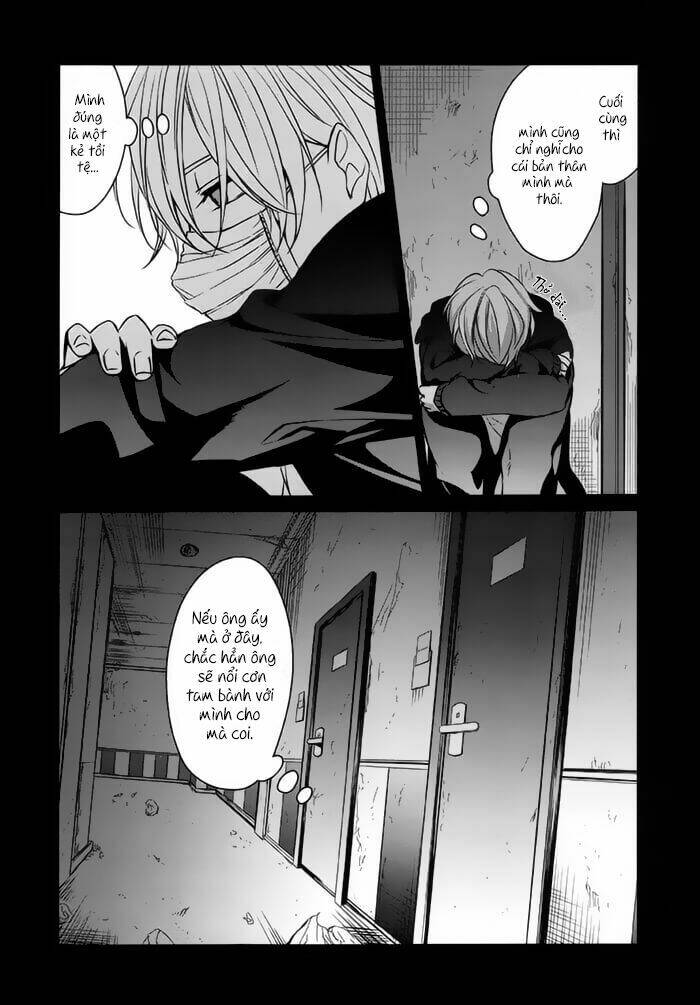 Cuối
cùng
thì
mình cũng
chỉ nghĩ cho
cái bản thân
mình mà
thôi.
Thở dài...
Mình
đúng
là một
kẻ tồi
tệ...
Nếu ông ấy
mà ở đây,
chắc hẳn ông
sẽ nổi cơn
tam bành với
mình cho
mà coi.